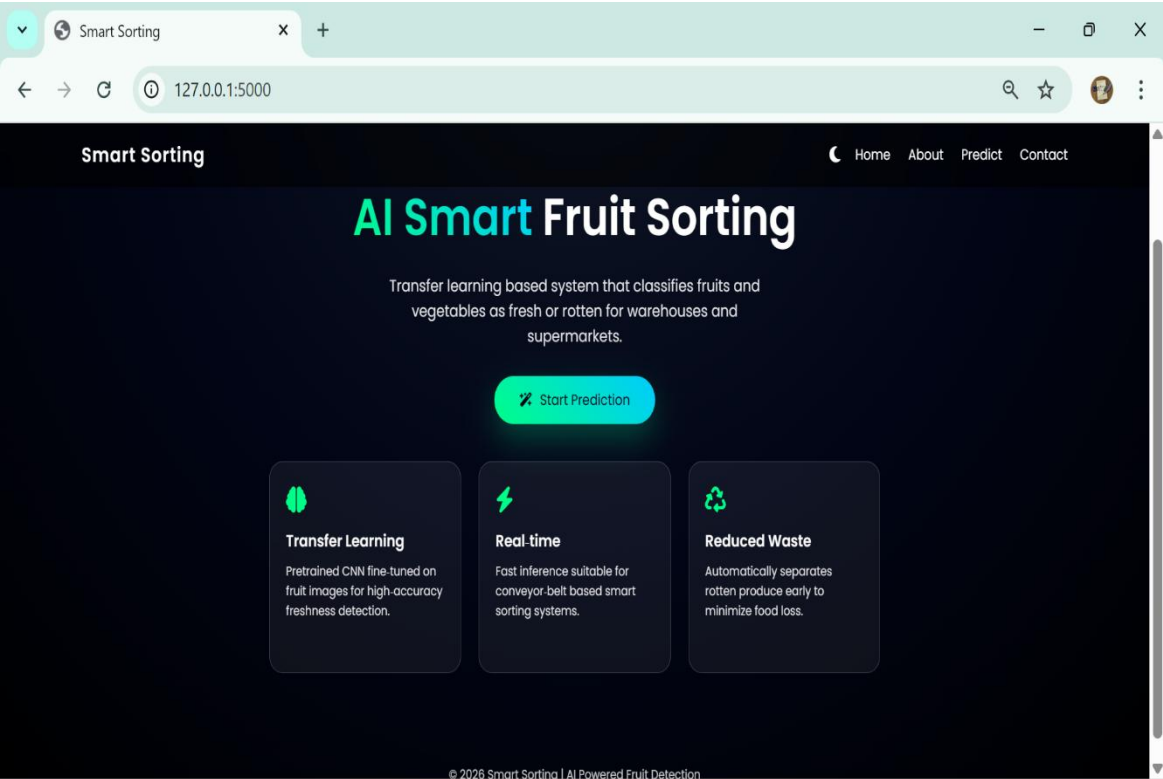 Smart Sorting
127.0.0.1:5000
Smart Sorting
Home About Predict Contact
AI Smart Fruit Sorting
Transfer learning based system that classifies fruits and
vegetables as fresh or rotten for warehouses and
supermarkets.
Start Prediction
Transfer Learning
Pretrained CNN fine-tuned on
fruit images for high-accuracy
freshness detection.
Real-time
Fast inference suitable for
conveyor-belt based smart
sorting systems.
Reduced Waste
Automatically separates
rotten produce early to
minimize food loss.
© 2026 Smart Sorting | AI Powered Fruit Detection